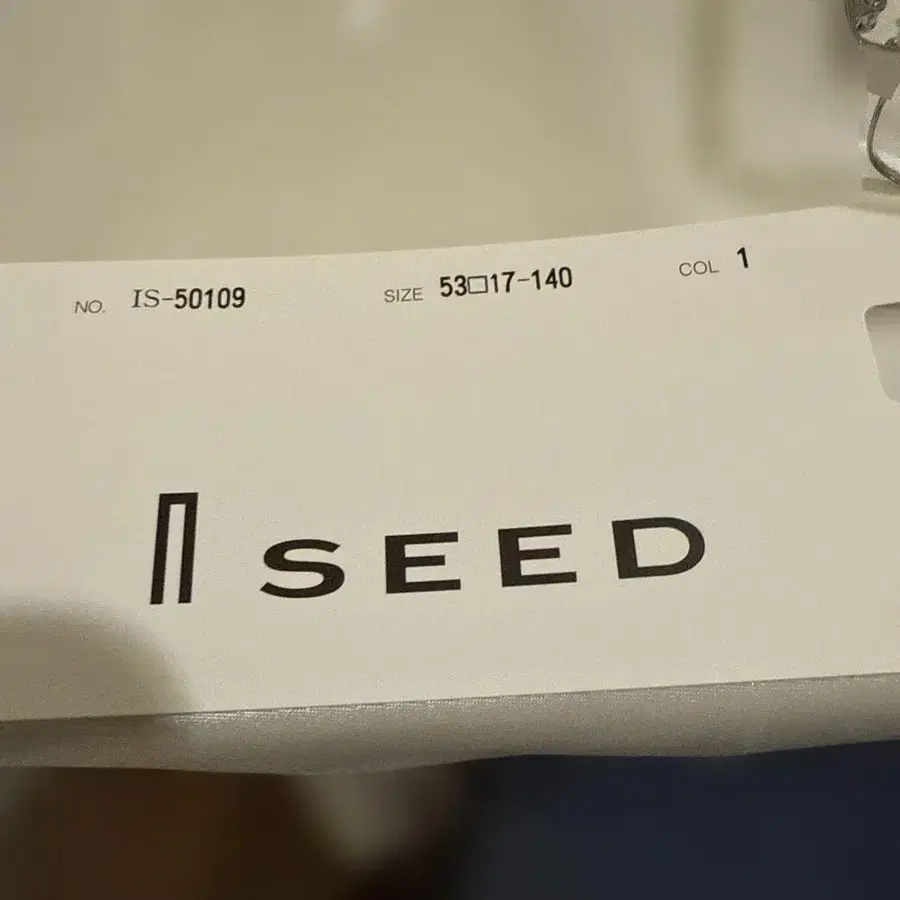 NO. IS-50109 SIZE 53□17-140 COL 1
I SEED